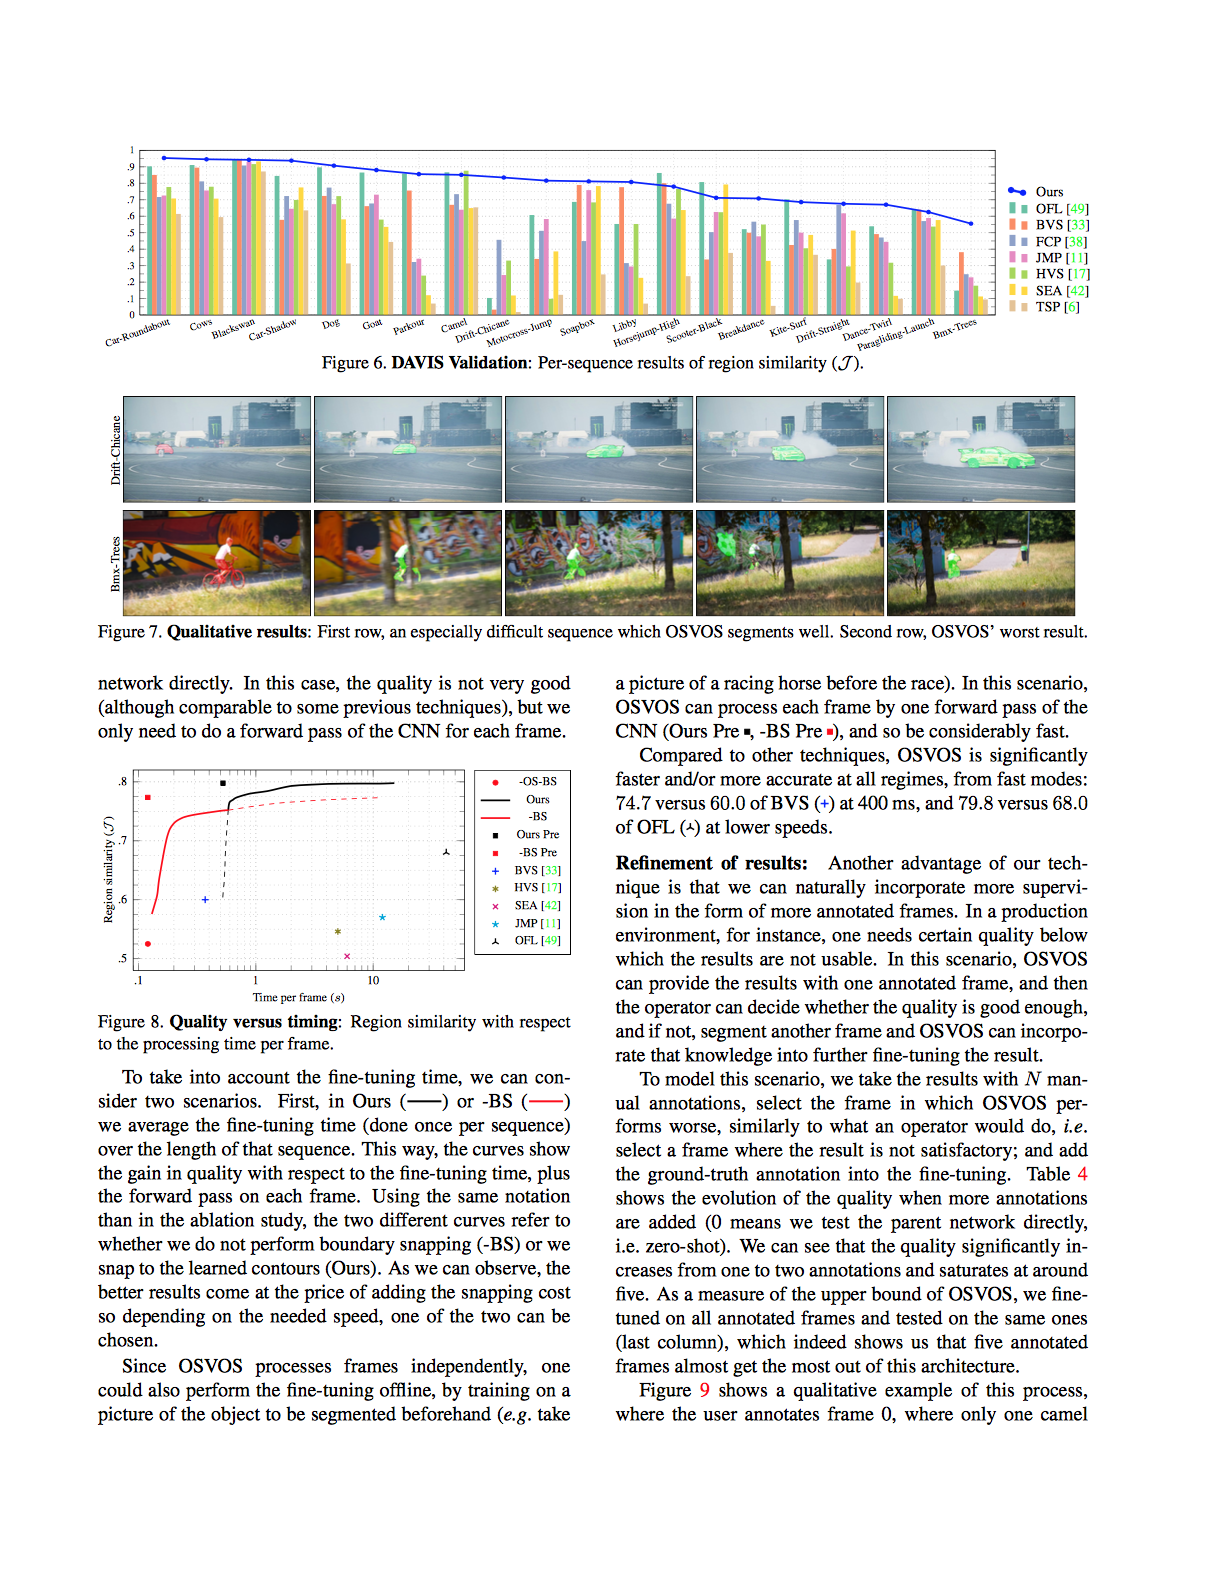 1
.9
.8
.7
.6
.5
.4
.3
.2
.1
0
Car-Roundabout
Cows
Blackswan
Car-Shadow
Dog
Goat
Parkour
Camel
Drift-Chicane
Motocross-Jump
Soapbox
Libby
Horsejump-High
Scooter-Black
Breakdance
Kite-Surf
Drift-Straight
Dance-Twirl
Paragliding-Launch
Bmx-Trees
Ours
OFL [49]
BVS [33]
FCP [38]
JMP [11]
HVS [17]
SEA [42]
TSP [6]
Figure 6. DAVIS Validation: Per-sequence results of region similarity (𝒥).
Drift-Chicane
Bmx-Trees
Figure 7. Qualitative results: First row, an especially difficult sequence which OSVOS segments well. Second row, OSVOS' worst result.
network directly. In this case, the quality is not very good
(although comparable to some previous techniques), but we
only need to do a forward pass of the CNN for each frame.
.8
.7
.6
.5
Region similarity (𝒥)
.1
1
10
Time per frame (s)
-OS-BS
Ours
-BS
Ours Pre
-BS Pre
BVS [33]
HVS [17]
SEA [42]
JMP [11]
OFL [49]
Figure 8. Quality versus timing: Region similarity with respect
to the processing time per frame.
To take into account the fine-tuning time, we can con-
sider two scenarios. First, in Ours (——) or -BS (——)
we average the fine-tuning time (done once per sequence)
over the length of that sequence. This way, the curves show
the gain in quality with respect to the fine-tuning time, plus
the forward pass on each frame. Using the same notation
than in the ablation study, the two different curves refer to
whether we do not perform boundary snapping (-BS) or we
snap to the learned contours (Ours). As we can observe, the
better results come at the price of adding the snapping cost
so depending on the needed speed, one of the two can be
chosen.
Since OSVOS processes frames independently, one
could also perform the fine-tuning offline, by training on a
picture of the object to be segmented beforehand (e.g. take
a picture of a racing horse before the race). In this scenario,
OSVOS can process each frame by one forward pass of the
CNN (Ours Pre ■, -BS Pre ■), and so be considerably fast.
Compared to other techniques, OSVOS is significantly
faster and/or more accurate at all regimes, from fast modes:
74.7 versus 60.0 of BVS (+) at 400 ms, and 79.8 versus 68.0
of OFL (⅄) at lower speeds.
Refinement of results: Another advantage of our tech-
nique is that we can naturally incorporate more supervi-
sion in the form of more annotated frames. In a production
environment, for instance, one needs certain quality below
which the results are not usable. In this scenario, OSVOS
can provide the results with one annotated frame, and then
the operator can decide whether the quality is good enough,
and if not, segment another frame and OSVOS can incorpo-
rate that knowledge into further fine-tuning the result.
To model this scenario, we take the results with N man-
ual annotations, select the frame in which OSVOS per-
forms worse, similarly to what an operator would do, i.e.
select a frame where the result is not satisfactory; and add
the ground-truth annotation into the fine-tuning. Table 4
shows the evolution of the quality when more annotations
are added (0 means we test the parent network directly,
i.e. zero-shot). We can see that the quality significantly in-
creases from one to two annotations and saturates at around
five. As a measure of the upper bound of OSVOS, we fine-
tuned on all annotated frames and tested on the same ones
(last column), which indeed shows us that five annotated
frames almost get the most out of this architecture.
Figure 9 shows a qualitative example of this process,
where the user annotates frame 0, where only one camel